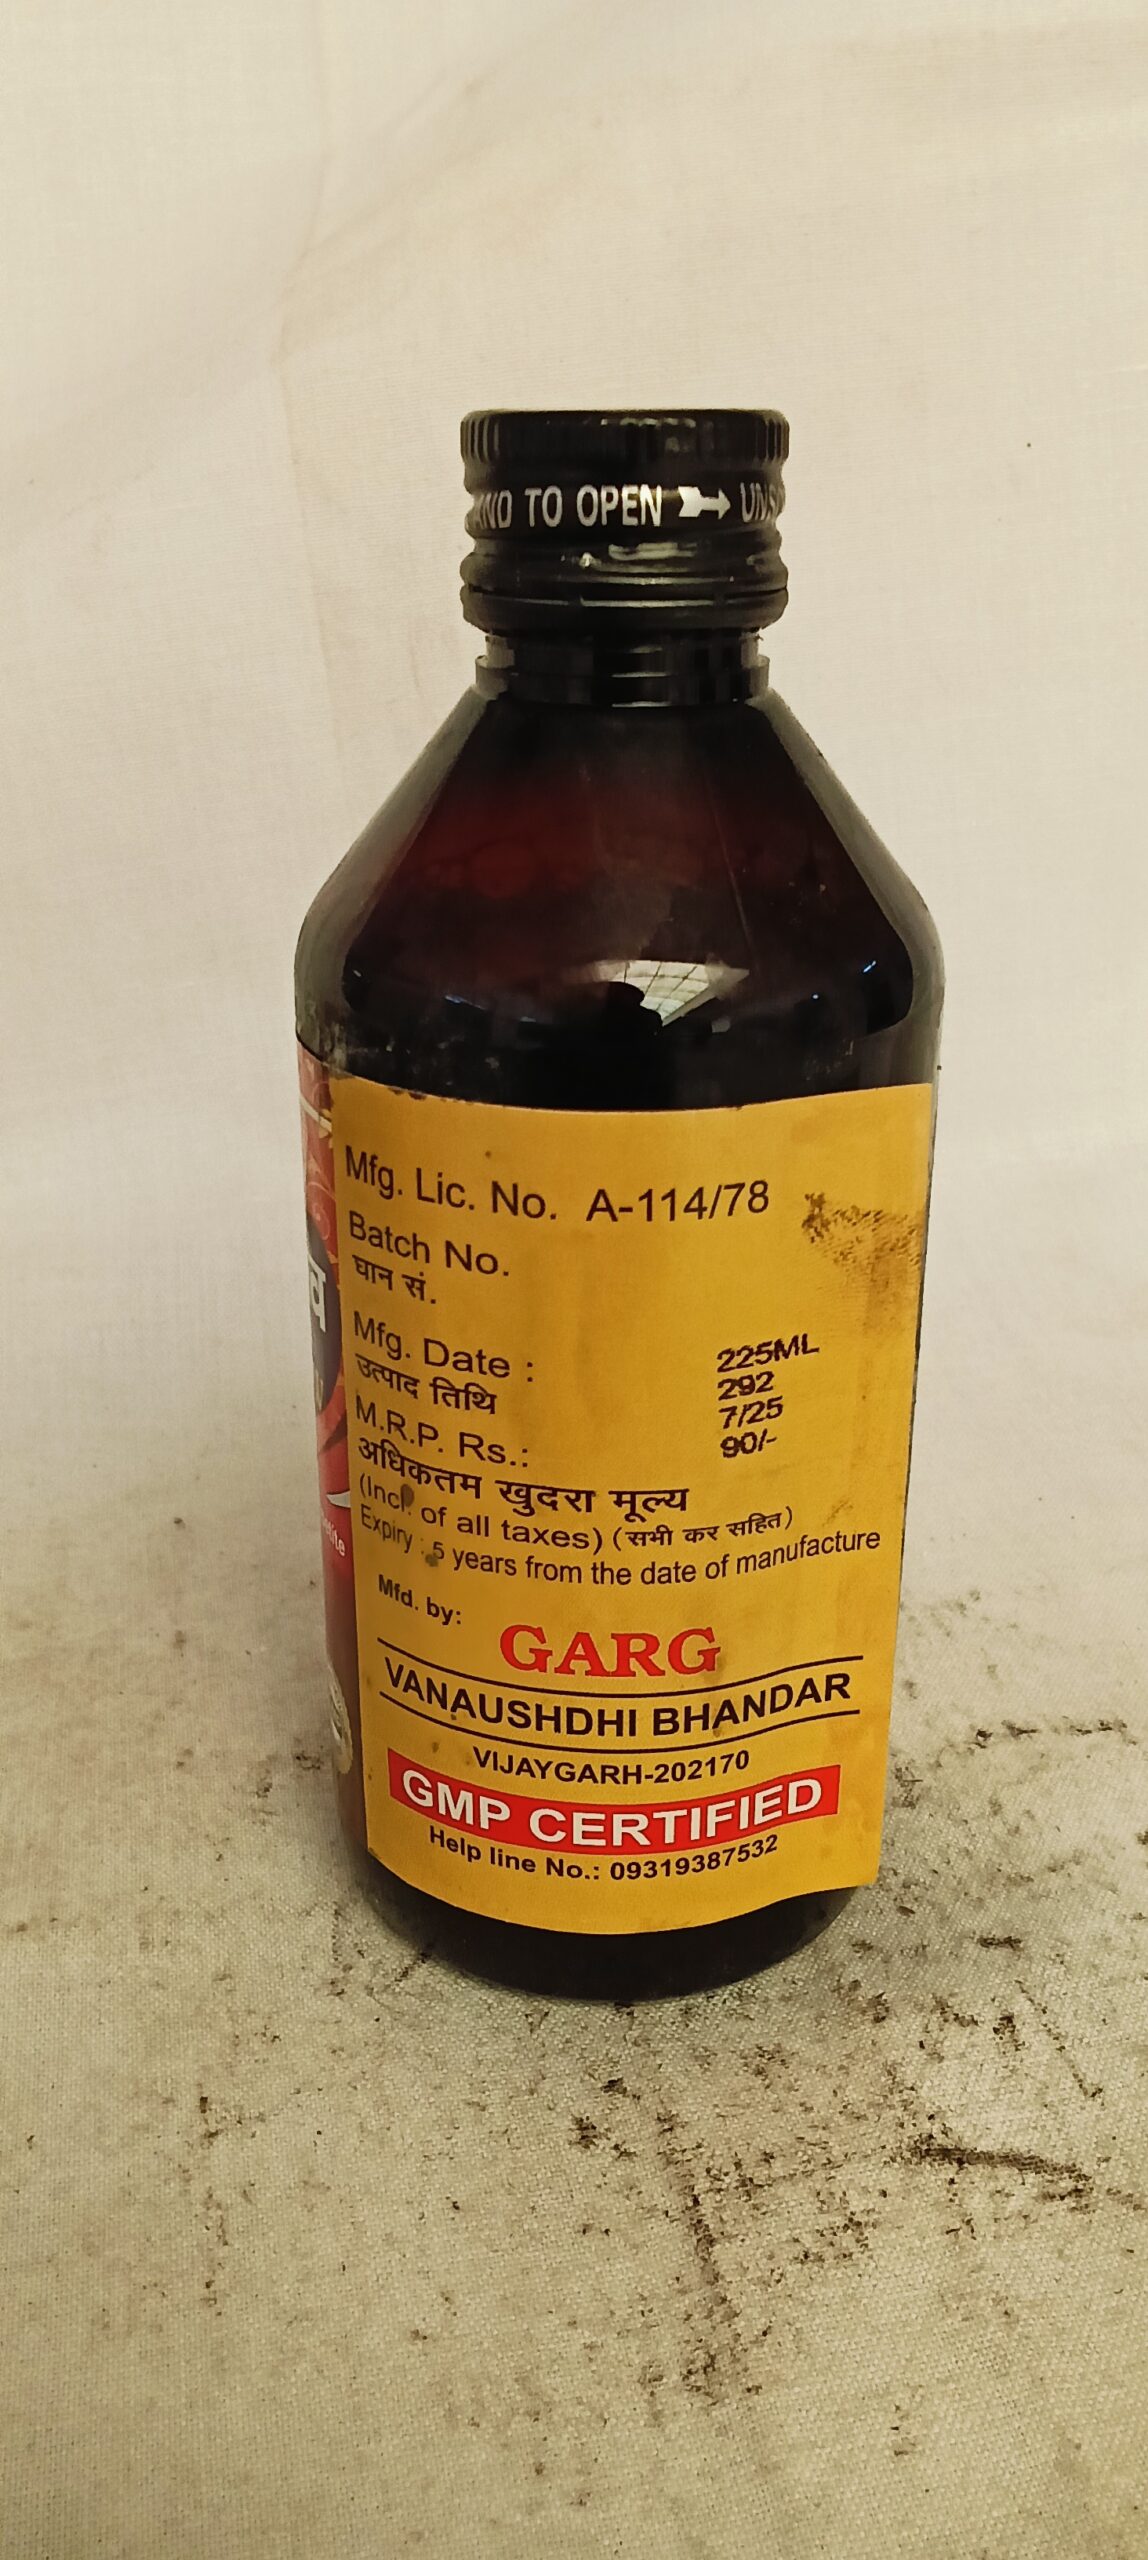 AND TO OPEN
Mfg. Lic. No. A-114/78
Batch No.
घान सं.
Mfg. Date :
उत्पाद तिथि
M.R.P. Rs.:
अधिकतम खुदरा मूल्य
225ML
292
7/25
90/-
(Incl. of all taxes) (सभी कर सहित)
Expiry : 5 years from the date of manufacture
Mfd. by:
GARG
VANAUSHDHI BHANDAR
VIJAYGARH-202170
GMP CERTIFIED
Help line No.: 09319387532